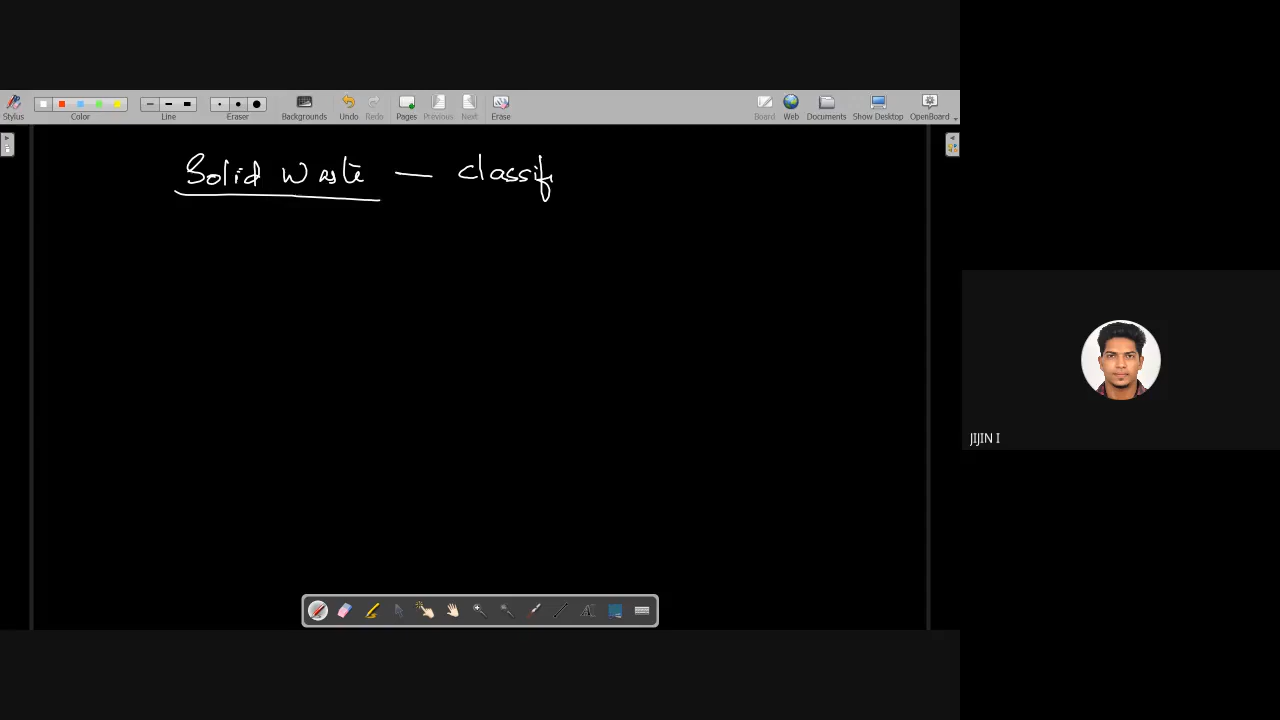 Stylus
Color
Line
Eraser
Backgrounds
Undo
Redo
Pages
Previous
Next
Erase
Board
Web
Documents
Show Desktop
OpenBoard
Solid Waste — classif
JIJIN I